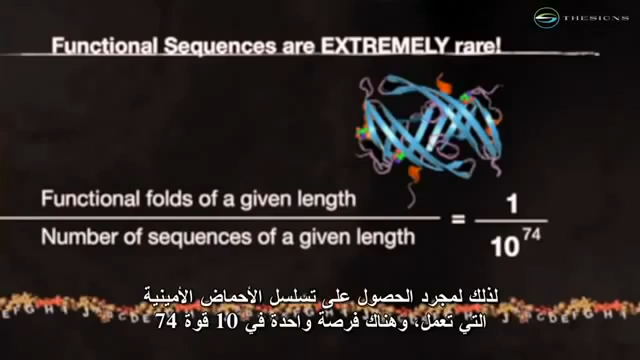 THESIGNS
Functional Sequences are EXTREMELY rare!
Functional folds of a given length
Number of sequences of a given length
= 1
10^74
لذلك لمجرد الحصول على تسلسل الأحماض الأمينية
التي تعمل، وهناك فرصة واحدة في 10 قوة 74